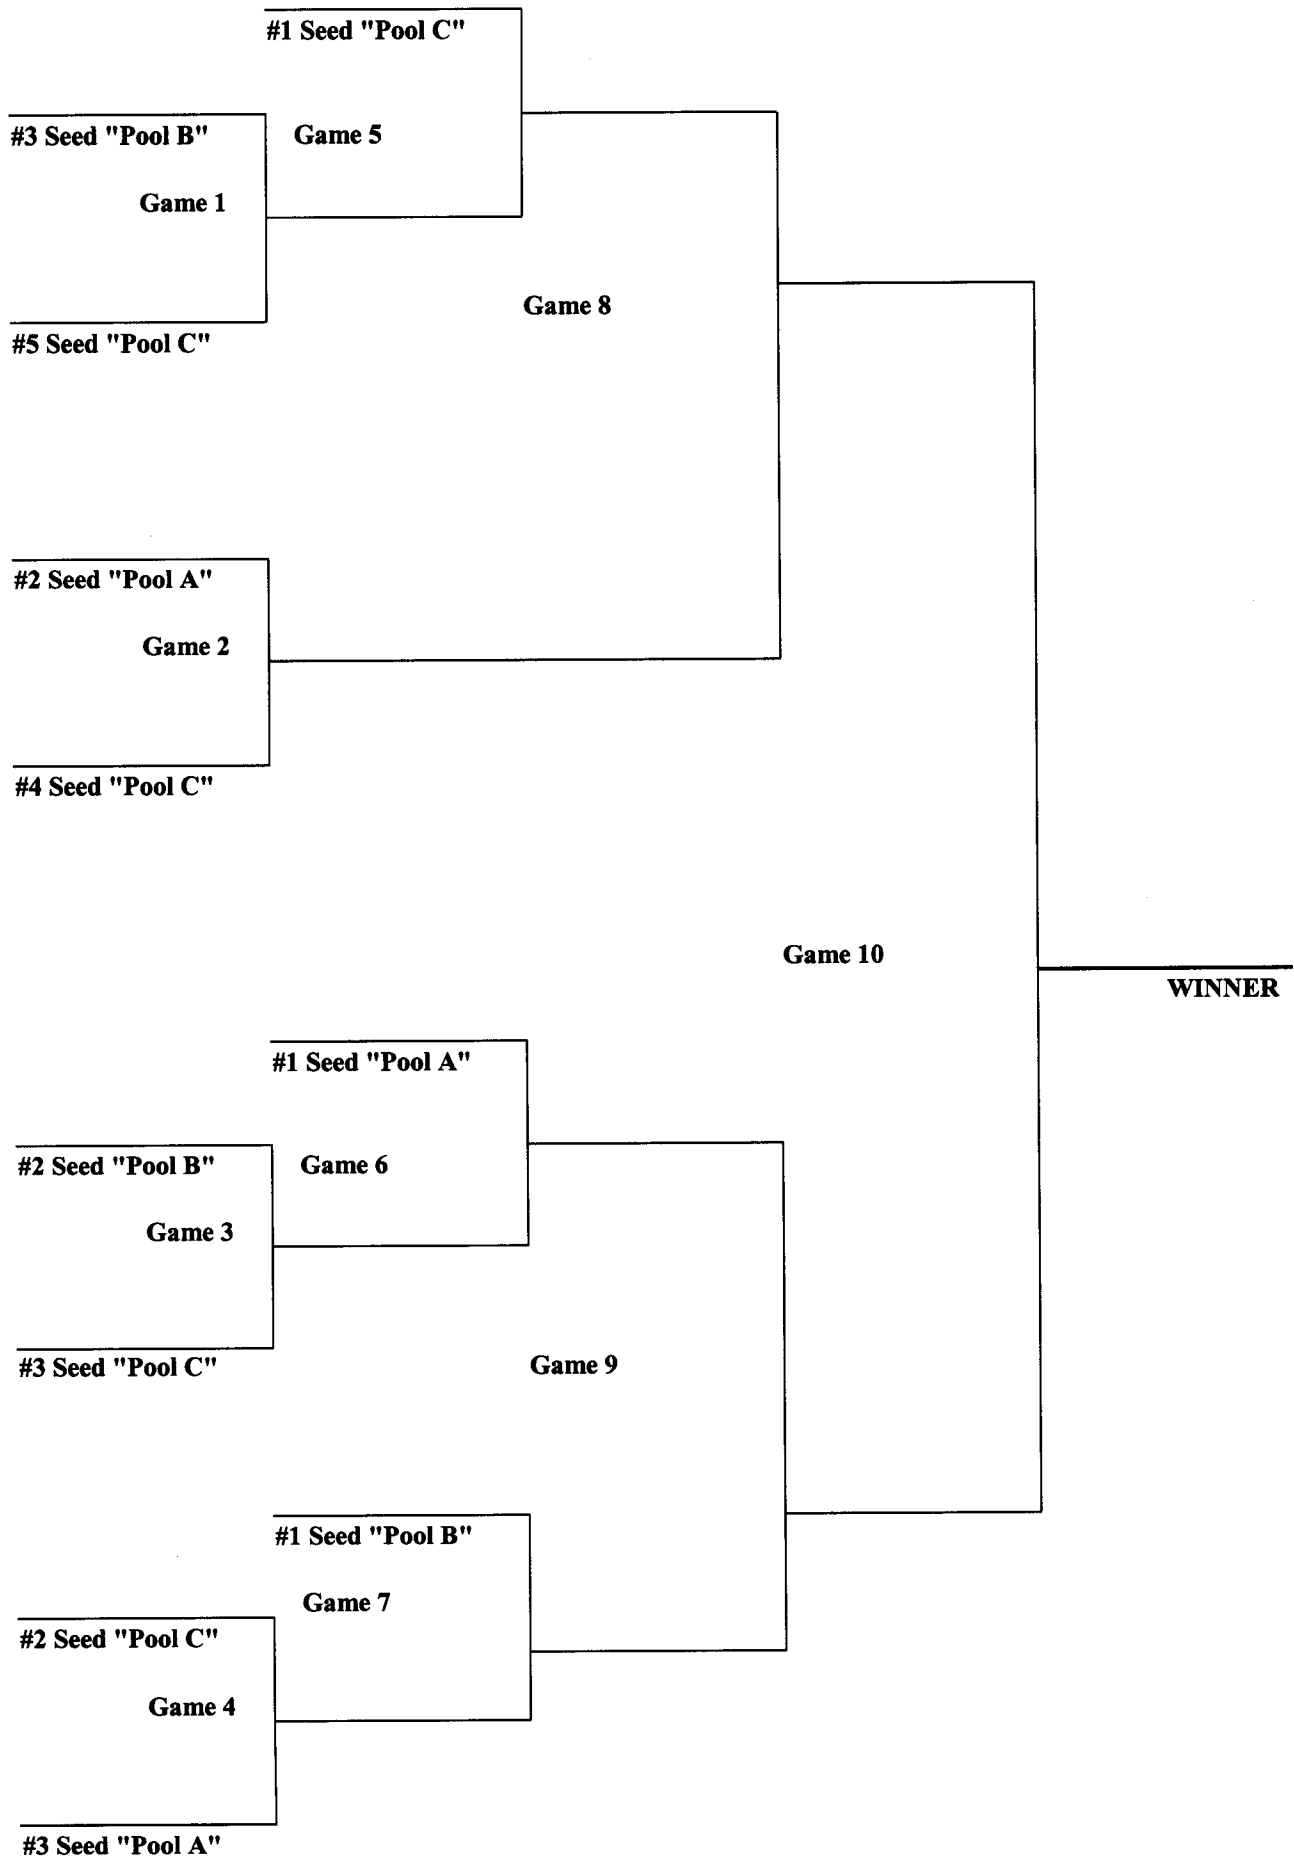 #1 Seed "Pool C"
#3 Seed "Pool B"
Game 5
Game 1
Game 8
#5 Seed "Pool C"
#2 Seed "Pool A"
Game 2
#4 Seed "Pool C"
Game 10
WINNER
#1 Seed "Pool A"
#2 Seed "Pool B"
Game 6
Game 3
#3 Seed "Pool C"
Game 9
#1 Seed "Pool B"
Game 7
#2 Seed "Pool C"
Game 4
#3 Seed "Pool A"